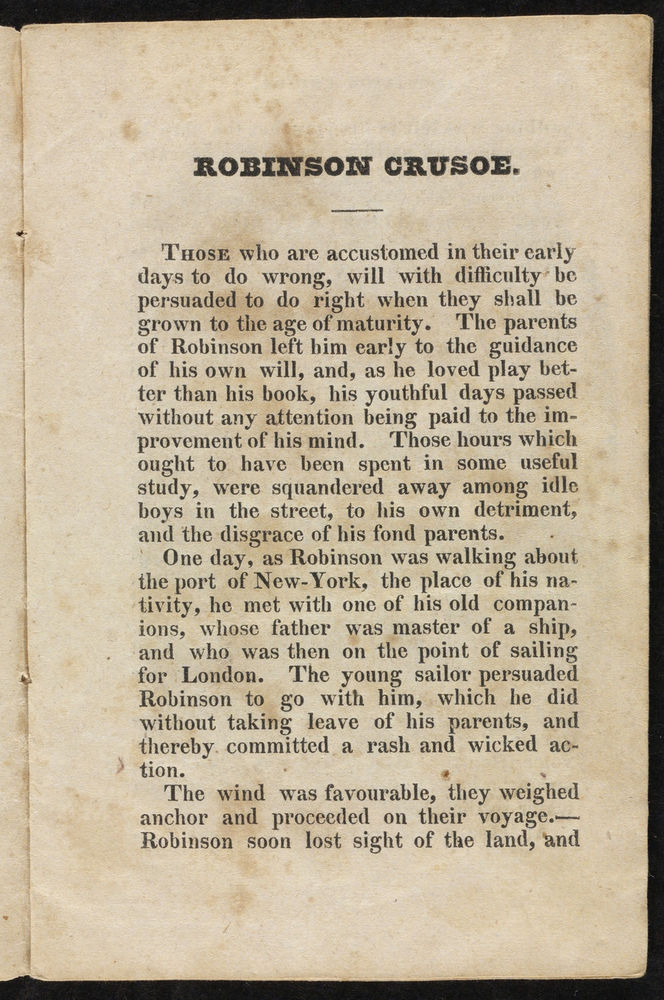 ROBINSON CRUSOE.
THOSE who are accustomed in their early
days to do wrong, will with difficulty be
persuaded to do right when they shall be
grown to the age of maturity. The parents
of Robinson left him early to the guidance
of his own will, and, as he loved play bet-
ter than his book, his youthful days passed
without any attention being paid to the im-
provement of his mind. Those hours which
ought to have been spent in some useful
study, were squandered away among idle
boys in the street, to his own detriment,
and the disgrace of his fond parents.
One day, as Robinson was walking about
the port of New-York, the place of his na-
tivity, he met with one of his old compan-
ions, whose father was master of a ship,
and who was then on the point of sailing
for London. The young sailor persuaded
Robinson to go with him, which he did
without taking leave of his parents, and
thereby committed a rash and wicked ac-
tion.
The wind was favourable, they weighed
anchor and proceeded on their voyage.—
Robinson soon lost sight of the land, and